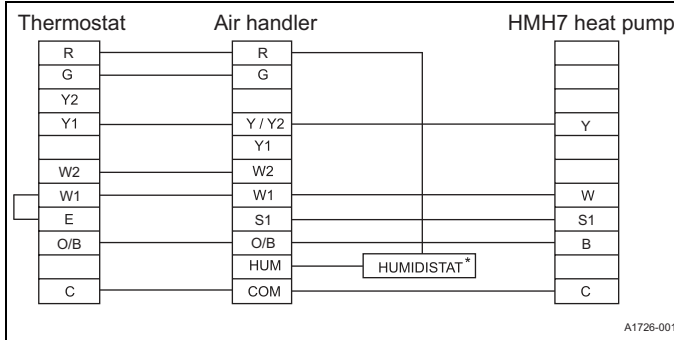 Thermostat Air handler HMH7 heat pump
R R
G G
Y2
Y1 Y / Y2 Y
Y1
W2 W2
W1 W1 W
E S1 S1
O/B O/B B
HUM HUMIDISTAT*
C COM C
A1726-001